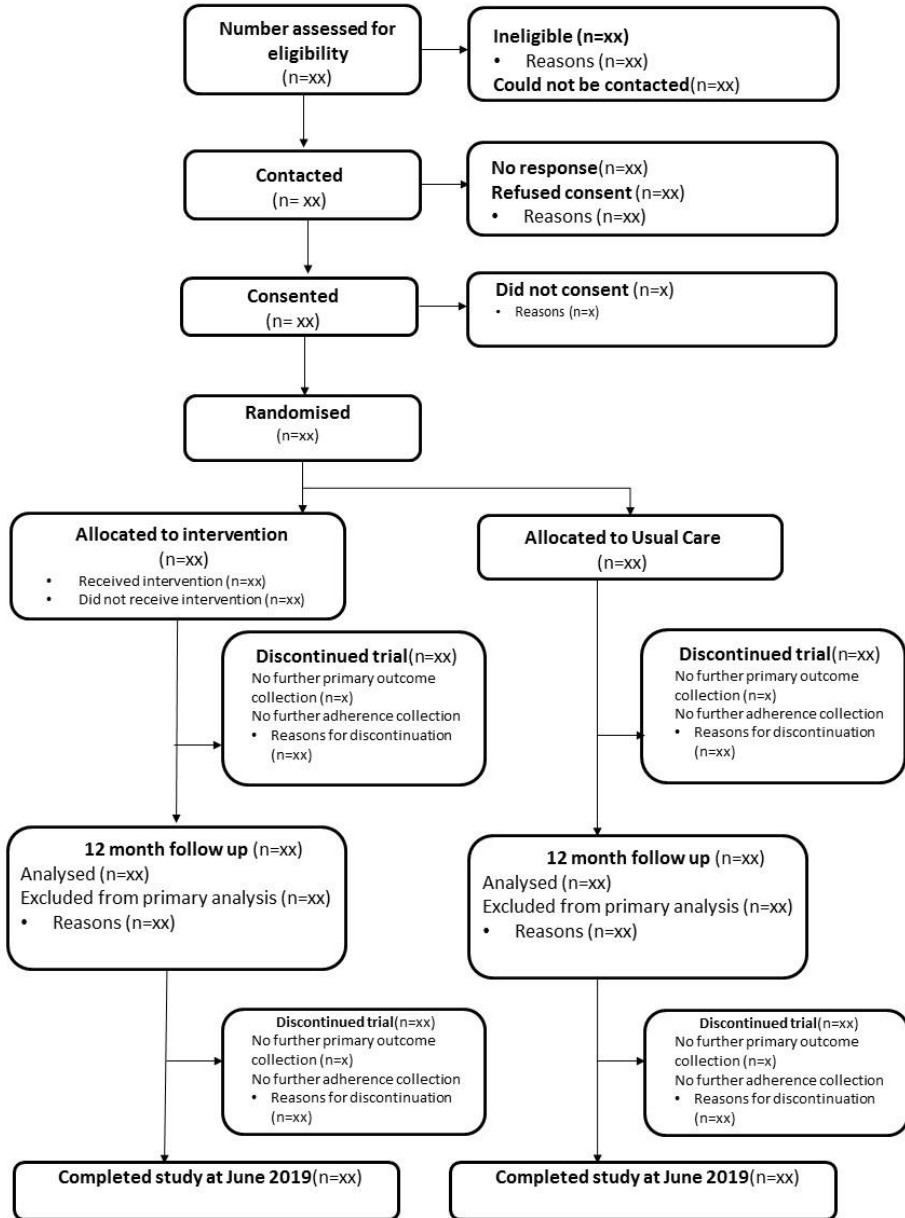 Number assessed for
eligibility
(n=xx)
Ineligible (n=xx)
• Reasons (n=xx)
Could not be contacted(n=xx)
Contacted
(n= xx)
No response(n=xx)
Refused consent (n=xx)
• Reasons (n=xx)
Consented
(n= xx)
Did not consent (n=x)
• Reasons (n=x)
Randomised
(n=xx)
Allocated to intervention
(n=xx)
• Received intervention (n=xx)
• Did not receive intervention (n=xx)
Allocated to Usual Care
(n=xx)
Discontinued trial(n=xx)
No further primary outcome
collection (n=x)
No further adherence collection
• Reasons for discontinuation
(n=xx)
Discontinued trial(n=xx)
No further primary outcome
collection (n=x)
No further adherence collection
• Reasons for discontinuation
(n=xx)
12 month follow up (n=xx)
Analysed (n=xx)
Excluded from primary analysis (n=xx)
• Reasons (n=xx)
12 month follow up (n=xx)
Analysed (n=xx)
Excluded from primary analysis (n=xx)
• Reasons (n=xx)
Discontinued trial(n=xx)
No further primary outcome
collection (n=x)
No further adherence collection
• Reasons for discontinuation
(n=xx)
Discontinued trial(n=xx)
No further primary outcome
collection (n=x)
No further adherence collection
• Reasons for discontinuation
(n=xx)
Completed study at June 2019(n=xx)
Completed study at June 2019(n=xx)